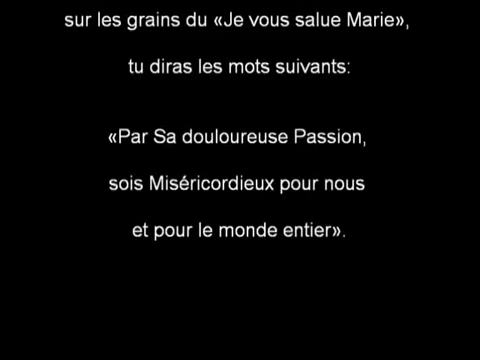 sur les grains du «Je vous salue Marie»,
tu diras les mots suivants:
«Par Sa douloureuse Passion,
sois Miséricordieux pour nous
et pour le monde entier».